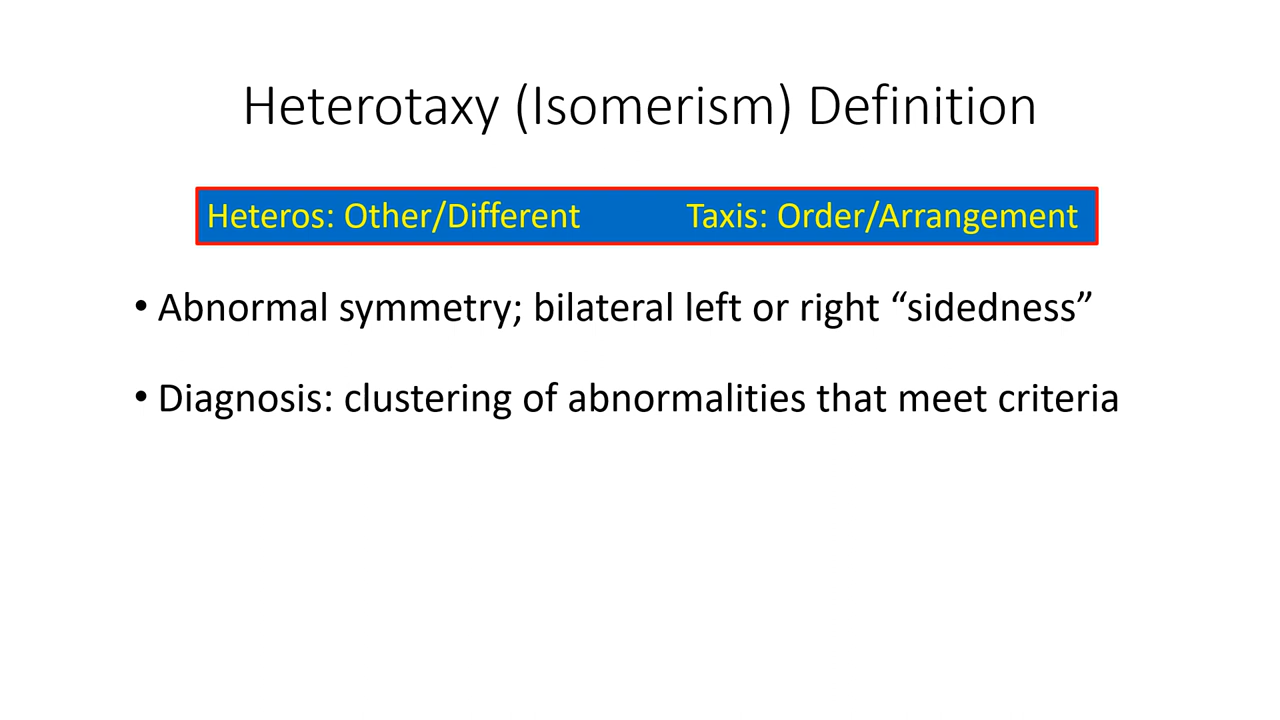 Heterotaxy (Isomerism) Definition
Heteros: Other/Different Taxis: Order/Arrangement
• Abnormal symmetry; bilateral left or right “sidedness”
• Diagnosis: clustering of abnormalities that meet criteria